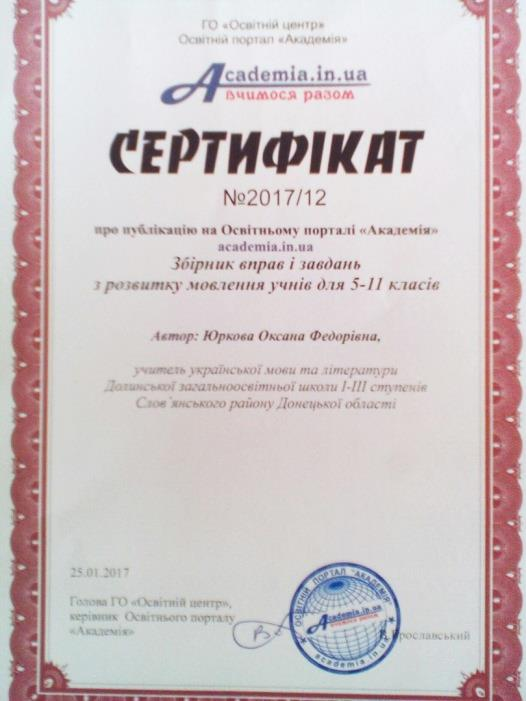 ГО «Освітній центр»
Освітній портал «Академія»
Academia.in.ua
вчимося разом
СЕРТИФІКАТ
№2017/12
про публікацію на Освітньому порталі «Академія»
academia.in.ua
Збірник вправ і завдань
з розвитку мовлення учнів для 5-11 класів
Автор: Юркова Оксана Федорівна,
учитель української мови та літератури
Долинської загальноосвітньої школи І-ІІІ ступенів
Слов`янського району Донецької області
25.01.2017
Голова ГО «Освітній центр»,
керівник Освітнього порталу
«Академія»
ОСВІТНІЙ ПОРТАЛ "АКАДЕМІЯ"
Academia.in.ua
вчимося разом
academia.in.ua
В.Ярославський